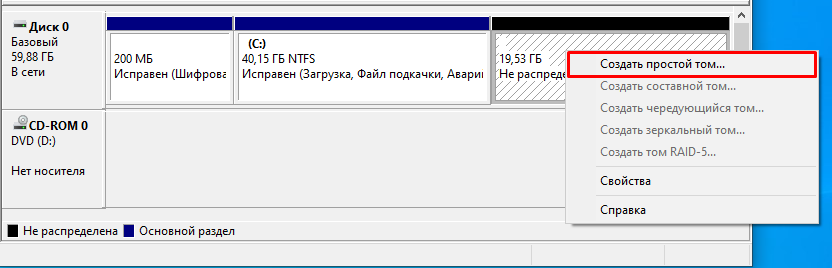 Диск 0
Базовый
59,88 ГБ
В сети
200 МБ
Исправен (Шифрова
(C:)
40,15 ГБ NTFS
Исправен (Загрузка, Файл подкачки, Авари
19,53 ГБ
Не распреде
Создать простой том...
Создать составной том...
Создать чередующийся том...
Создать зеркальный том...
Создать том RAID-5...
Свойства
Справка
CD-ROM 0
DVD (D:)
Нет носителя
Не распределена
Основной раздел